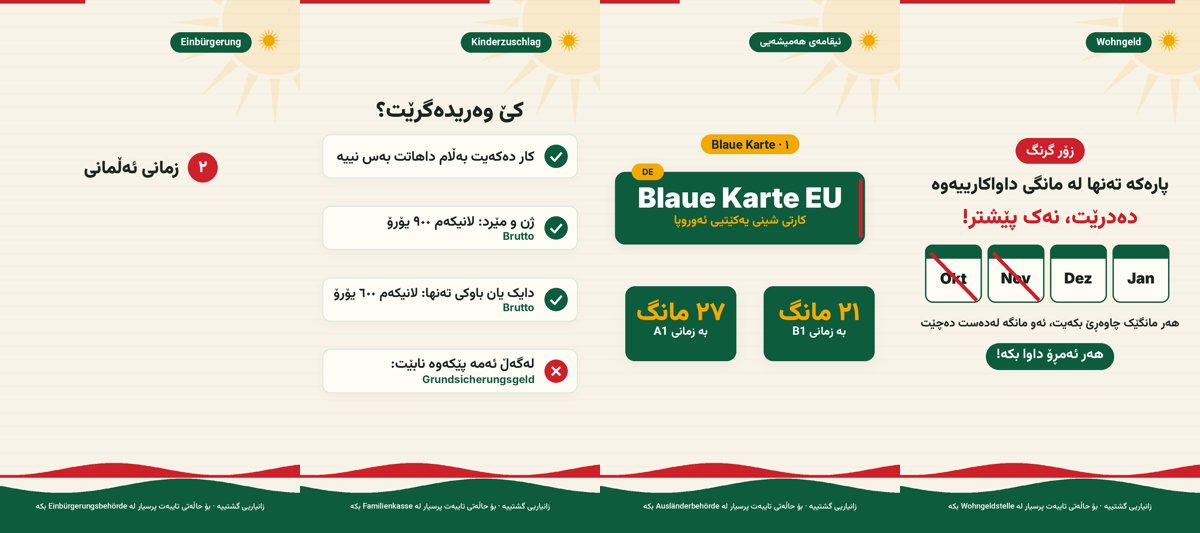 Einbürgerung
٢ زمانی ئەڵمانی
زانیاریی گشتییە · بۆ حاڵەتی تایبەت پرسیار لە Einbürgerungsbehörde بکە
Kinderzuschlag
کێ وەریدەگرێت؟
کار دەکەیت بەڵام داهاتت بەس نییە
ژن و مێرد: لانیکەم ٩٠٠ یۆرۆ
Brutto
دایک یان باوکی تەنها: لانیکەم ٦٠٠ یۆرۆ
Brutto
لەگەڵ ئەمە پێکەوە نابێت:
Grundsicherungsgeld
زانیاریی گشتییە · بۆ حاڵەتی تایبەت پرسیار لە Familienkasse بکە
ئیقامەی هەمیشەیی
Blaue Karte · ١
DE
Blaue Karte EU
کارتی شینی یەکێتیی ئەوروپا
٢١ مانگ
بە زمانی B1
٢٧ مانگ
بە زمانی A1
زانیاریی گشتییە · بۆ حاڵەتی تایبەت پرسیار لە Ausländerbehörde بکە
Wohngeld
زۆر گرنگ
پارەکە تەنها لە مانگی داواکارییەوە
دەدرێت، نەک پێشتر!
Okt Nov Dez Jan
هەر مانگێک چاوەڕێ بکەیت، ئەو مانگە لەدەست دەچێت
هەر ئەمڕۆ داوا بکە!
زانیاریی گشتییە · بۆ حاڵەتی تایبەت پرسیار لە Wohngeldstelle بکە